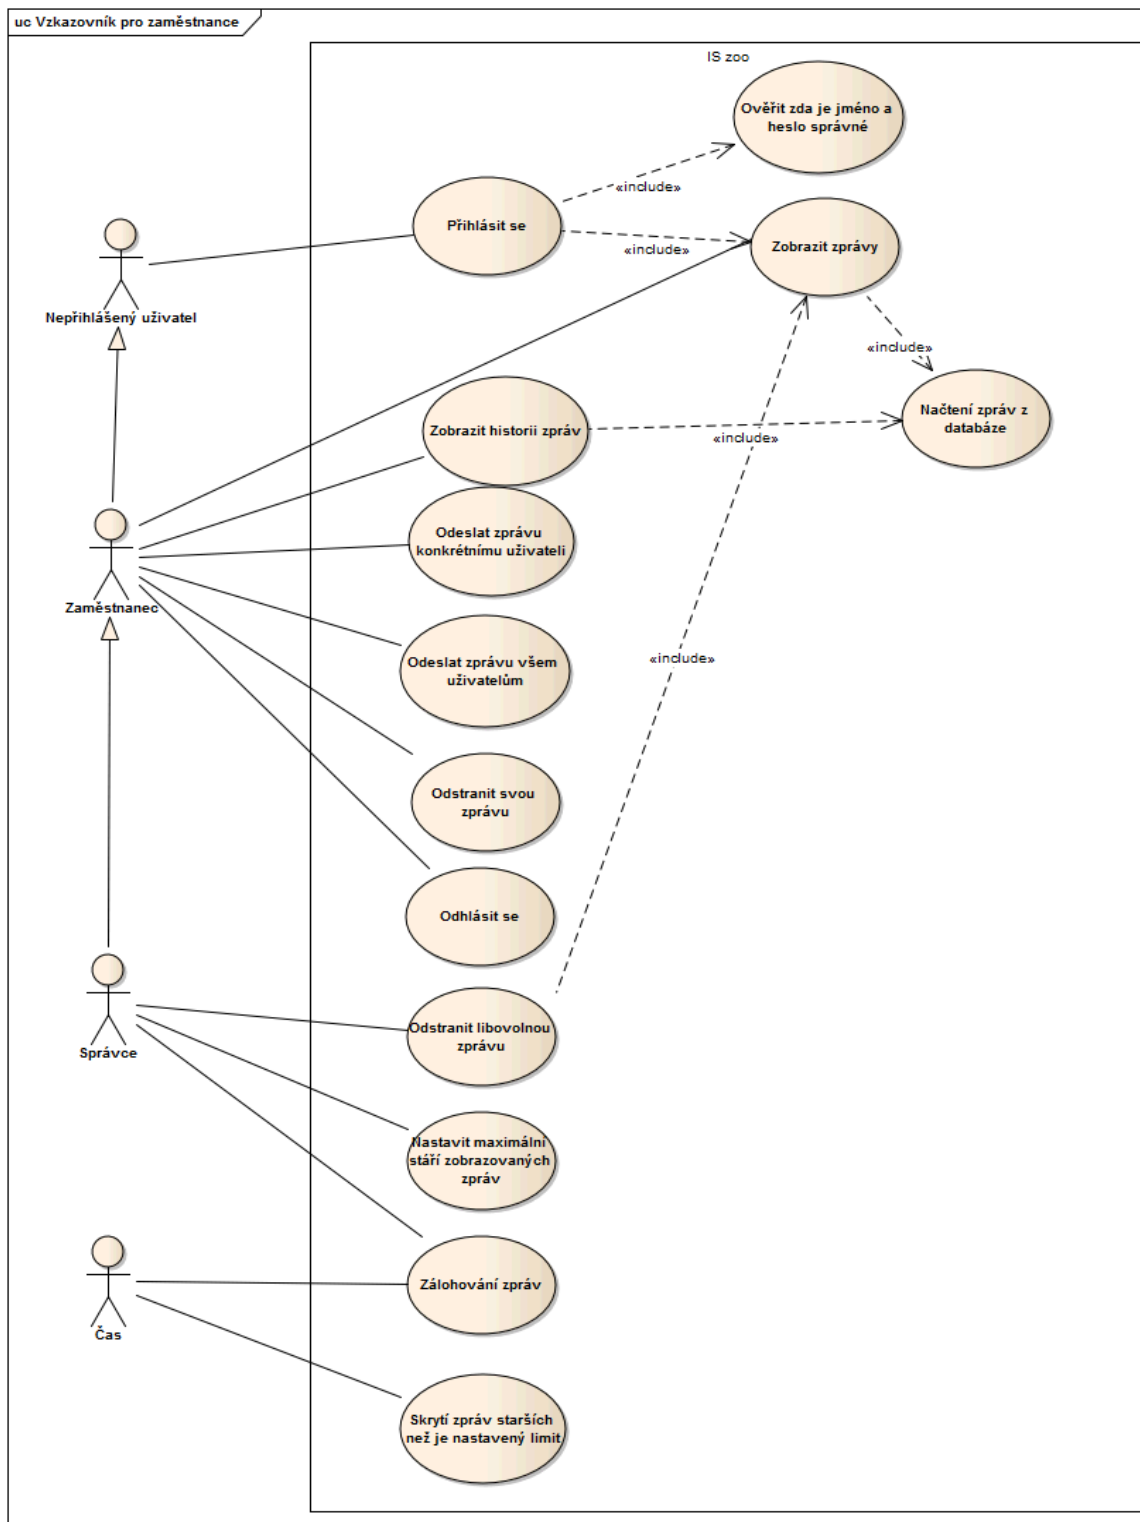 uc Vzkazovník pro zaměstnance
IS zoo
Ověřit zda je jméno a
heslo správné
«include»
Přihlásit se
«include»
Zobrazit zprávy
Nepřihlášený uživatel
«include»
Zobrazit historii zpráv
«include»
Načtení zpráv z
databáze
Odeslat zprávu
konkrétnímu uživateli
Zaměstnanec
Odeslat zprávu všem
uživatelům
«include»
Odstranit svou
zprávu
Odhlásit se
Odstranit libovolnou
zprávu
Správce
Nastavit maximální
stáří zobrazovaných
zpráv
Zálohování zpráv
Čas
Skrytí zpráv starších
než je nastavený limit